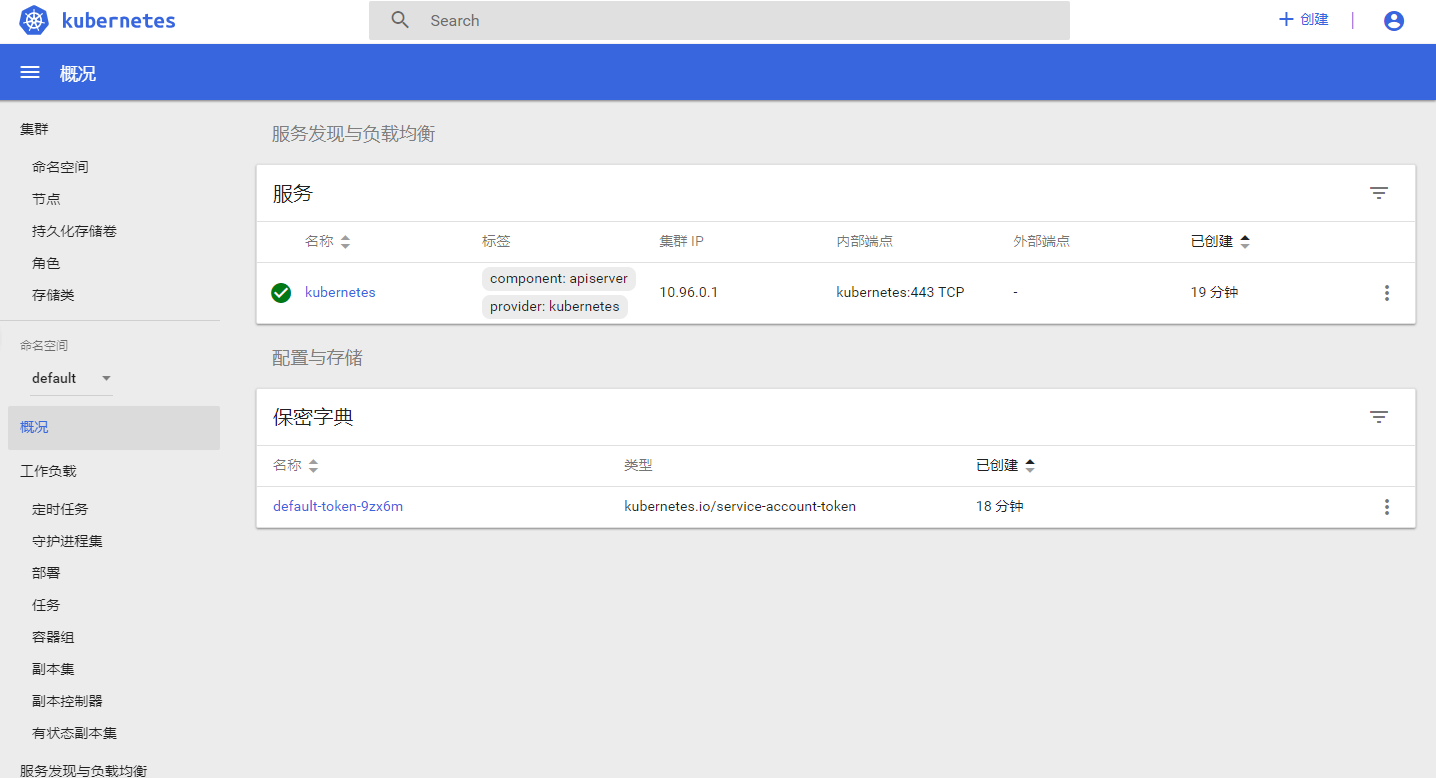 kubernetes
Search
创建
概况
集群
命名空间
节点
持久化存储卷
角色
存储类
命名空间
default
概况
工作负载
定时任务
守护进程集
部署
任务
容器组
副本集
副本控制器
有状态副本集
服务发现与负载均衡
服务发现与负载均衡
服务
名称 标签 集群 IP 内部端点 外部端点 已创建
kubernetes component: apiserver provider: kubernetes 10.96.0.1 kubernetes:443 TCP - 19 分钟
配置与存储
保密字典
名称 类型 已创建
default-token-9zx6m kubernetes.io/service-account-token 18 分钟